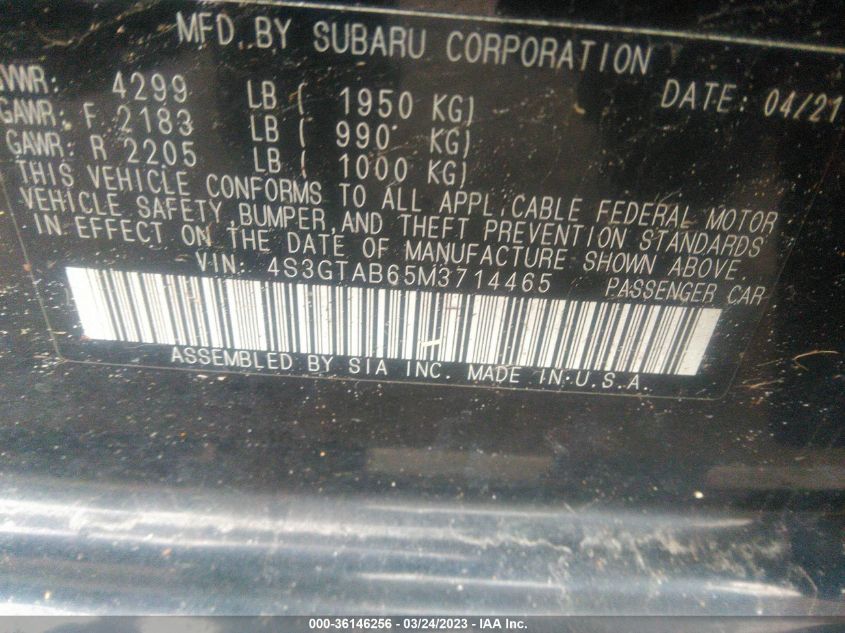 MFD. BY SUBARU CORPORATION
GVWR: 4299 LB ( 1950 KG) DATE: 04/21
GAWR: F 2183 LB ( 990 KG)
GAWR: R 2205 LB ( 1000 KG)
THIS VEHICLE CONFORMS TO ALL APPLICABLE FEDERAL MOTOR
VEHICLE SAFETY, BUMPER, AND THEFT PREVENTION STANDARDS
IN EFFECT ON THE DATE OF MANUFACTURE SHOWN ABOVE.
VIN: 4S3GTAB65M3714465 PASSENGER CAR
ASSEMBLED BY SIA INC. MADE IN U.S.A.
000-36146256 - 03/24/2023 - IAA Inc.